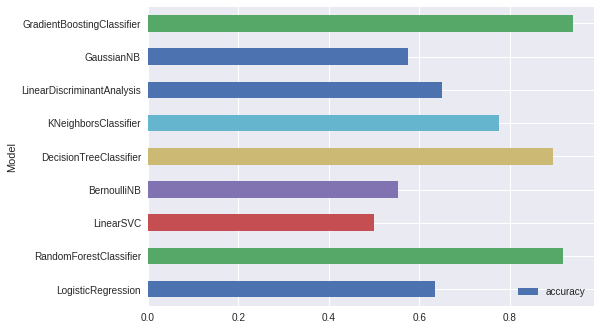 GradientBoostingClassifier
GaussianNB
LinearDiscriminantAnalysis
KNeighborsClassifier
DecisionTreeClassifier
BernoulliNB
LinearSVC
RandomForestClassifier
LogisticRegression
Model
accuracy
0.0 0.2 0.4 0.6 0.8